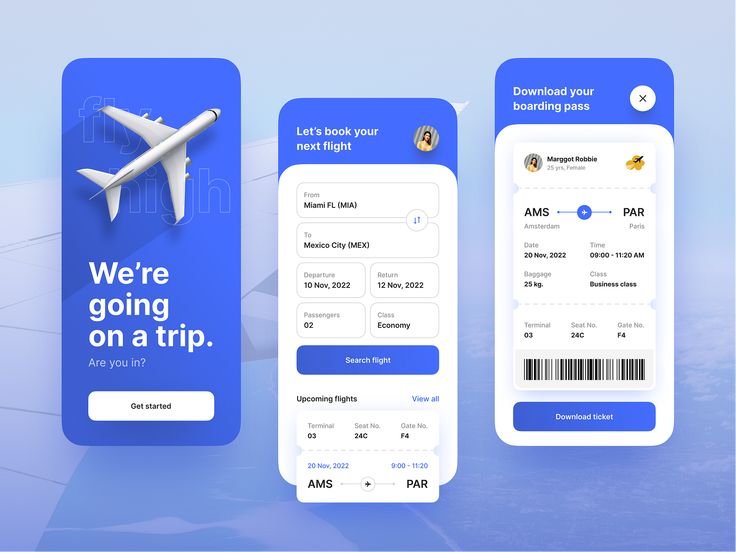 fly
high
We're
going
on a trip.
Are you in?
Get started
Let's book your
next flight
From
Miami FL (MIA)
To
Mexico City (MEX)
Departure Return
10 Nov, 2022 12 Nov, 2022
Passengers Class
02 Economy
Search flight
Upcoming flights View all
Terminal Seat No. Gate No.
03 24C F4
20 Nov, 2022 9:00 - 11:20
AMS PAR
Download your
boarding pass
Marggot Robbie
25 yrs, Female
AMS PAR
Amsterdam Paris
Date Time
20 Nov, 2022 09:00 - 11:20 AM
Baggage Class
25 kg. Business class
Terminal Seat No. Gate No.
03 24C F4
Download ticket